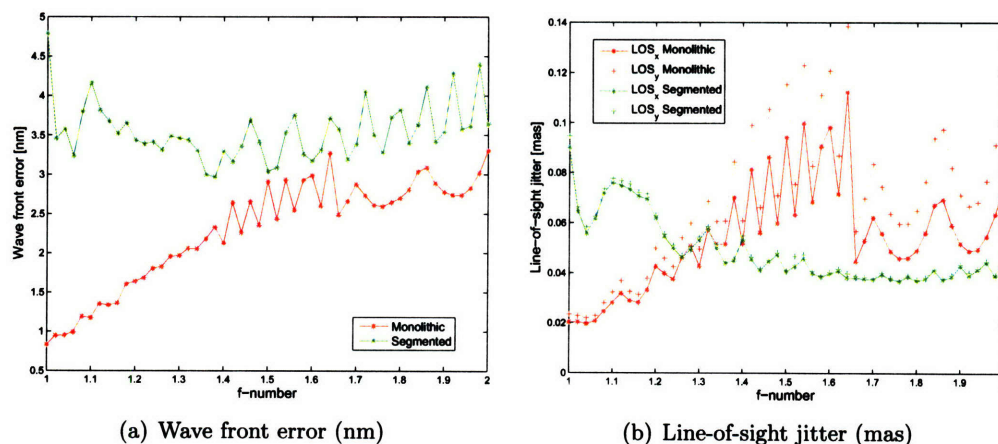 5
4.5
4
3.5
3
2.5
2
1.5
1
0.5
Wave front error [nm]
1 1.1 1.2 1.3 1.4 1.5 1.6 1.7 1.8 1.9 2
f-number
Monolithic
Segmented
(a) Wave front error (nm)
0.14
0.12
0.1
0.08
0.06
0.04
0.02
0
Line-of-sight jitter [mas]
1 1.1 1.2 1.3 1.4 1.5 1.6 1.7 1.8 1.9
f-number
LOSx Monolithic
LOSy Monolithic
LOSx Segmented
LOSy Segmented
(b) Line-of-sight jitter (mas)